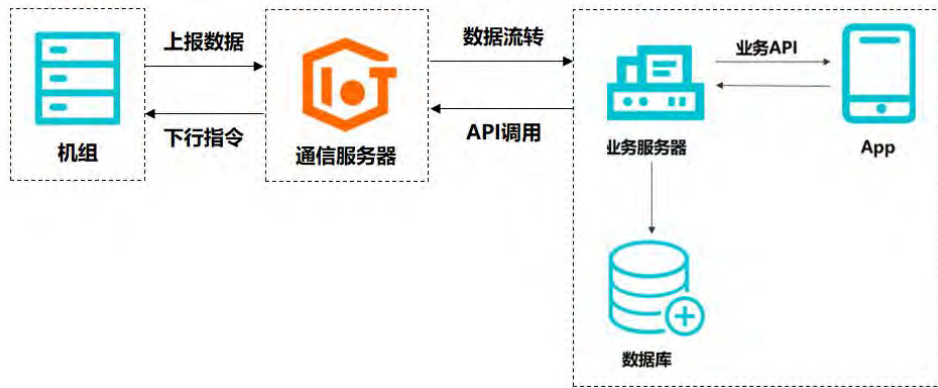 上报数据
下行指令
机组
IoT
通信服务器
数据流转
API调用
业务API
业务服务器
App
数据库